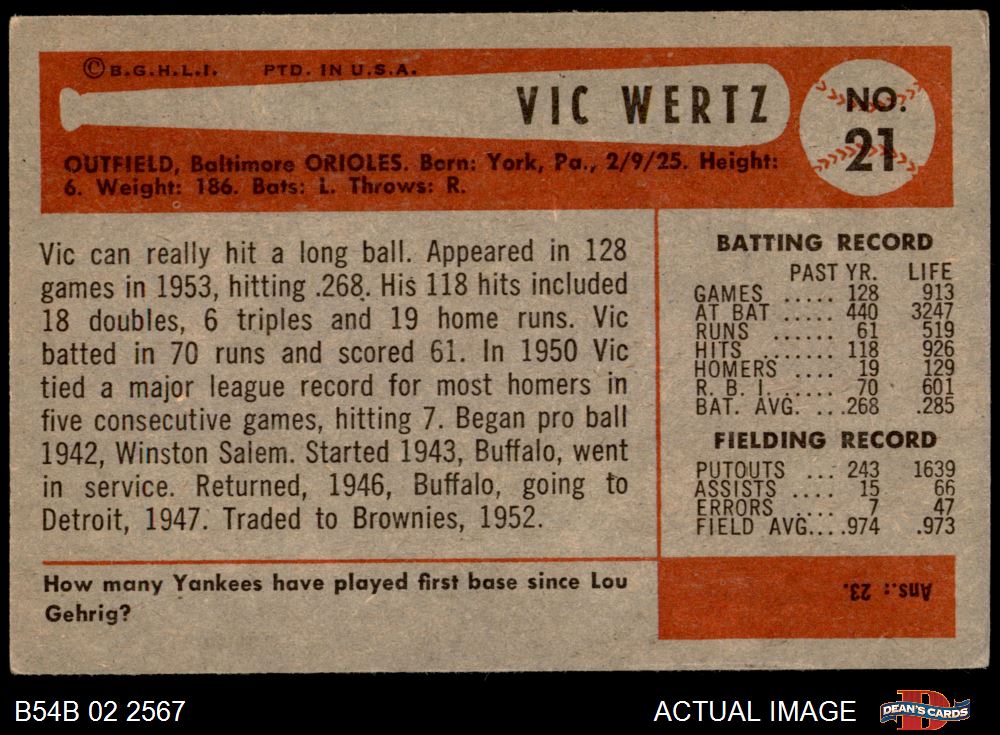 © B.G.H.L.I. PTD. IN U.S.A.
VIC WERTZ
NO.
21
OUTFIELD, Baltimore ORIOLES. Born: York, Pa., 2/9/25. Height:
6. Weight: 186. Bats: L. Throws: R.
Vic can really hit a long ball. Appeared in 128
games in 1953, hitting .268. His 118 hits included
18 doubles, 6 triples and 19 home runs. Vic
batted in 70 runs and scored 61. In 1950 Vic
tied a major league record for most homers in
five consecutive games, hitting 7. Began pro ball
1942, Winston Salem. Started 1943, Buffalo, went
in service. Returned, 1946, Buffalo, going to
Detroit, 1947. Traded to Brownies, 1952.
How many Yankees have played first base since Lou
Gehrig?
BATTING RECORD
PAST YR. LIFE
GAMES ..... 128 913
AT BAT ..... 440 3247
RUNS ...... 61 519
HITS ....... 118 926
HOMERS .... 19 129
R. B. I. .... 70 601
BAT. AVG. ...268 .285
FIELDING RECORD
PUTOUTS ... 243 1639
ASSISTS .... 15 66
ERRORS .... 7 47
FIELD AVG....974 .973
Ans.: 23.
B54B 02 2567
ACTUAL IMAGE
D
DEAN'S CARDS